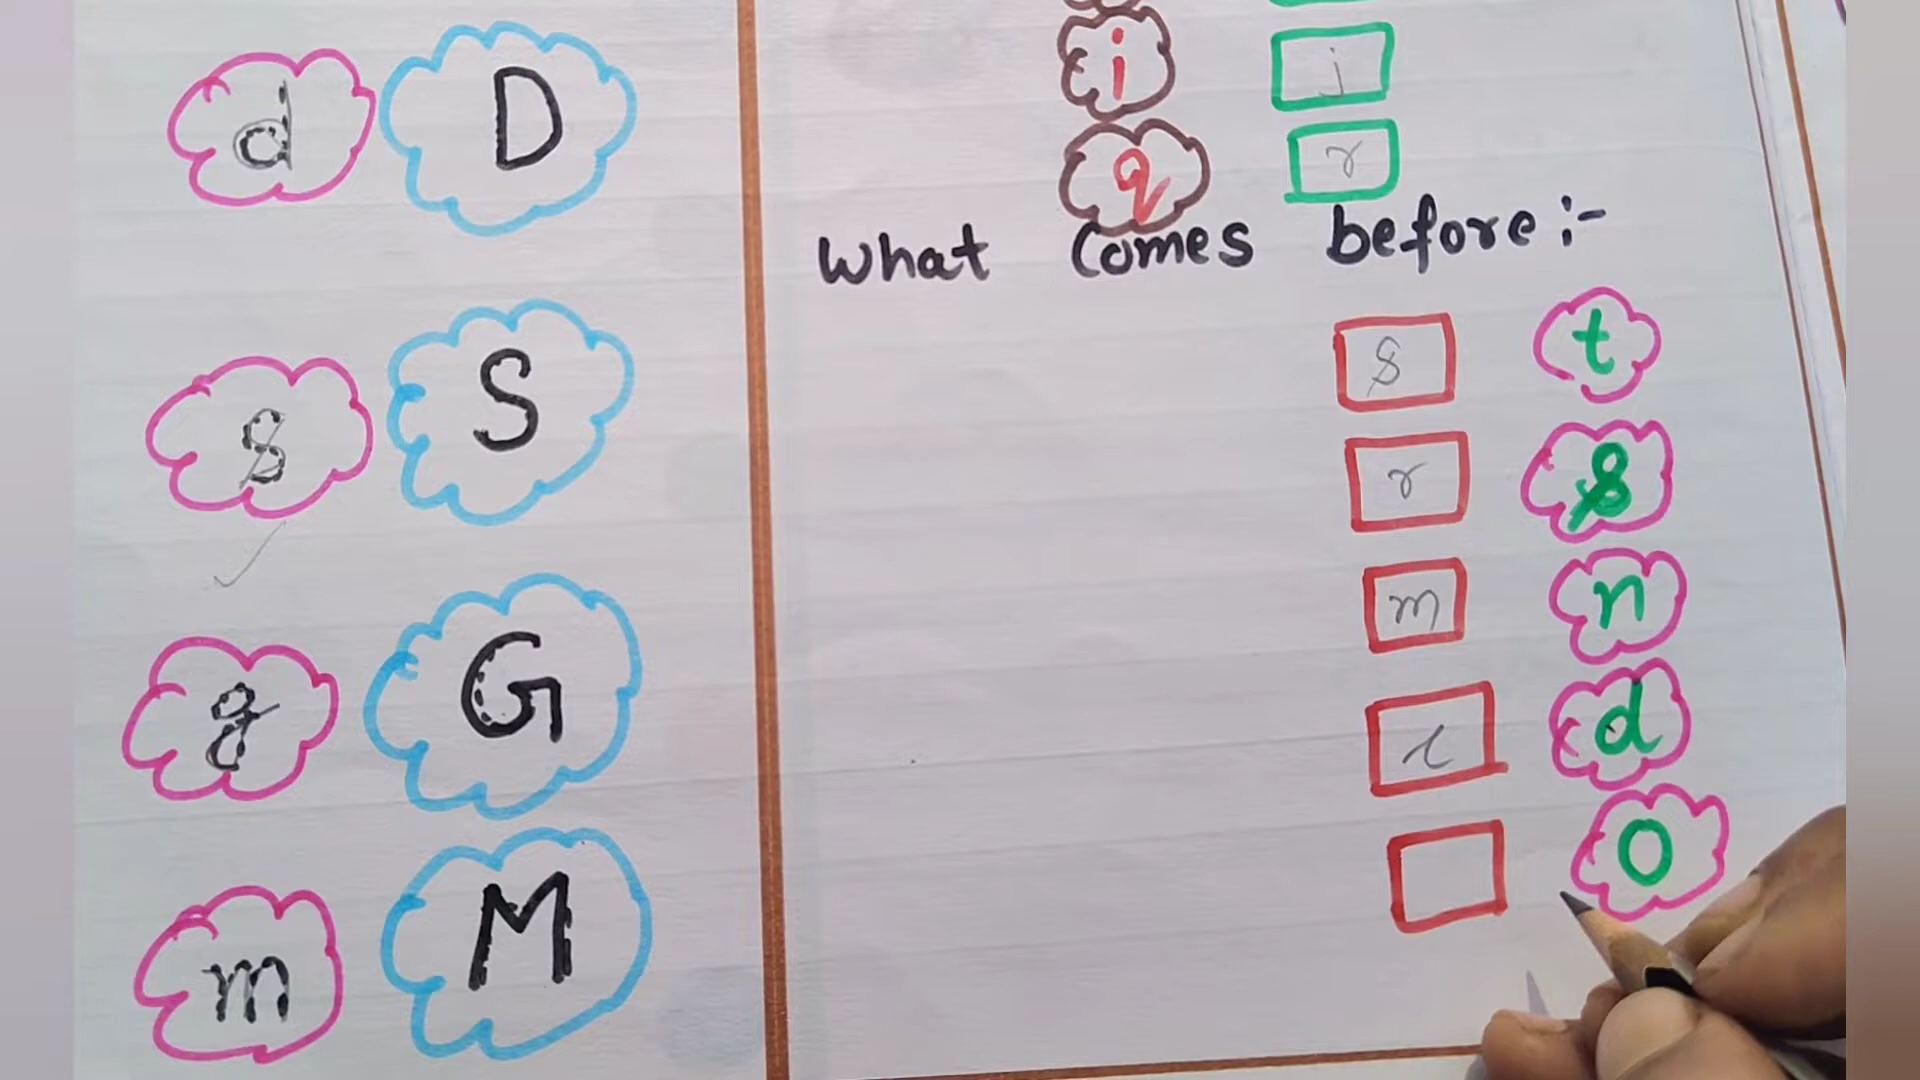 d D
s S
g G
m M
i j
q r
What Comes before :-
s t
r s
m n
c d
o